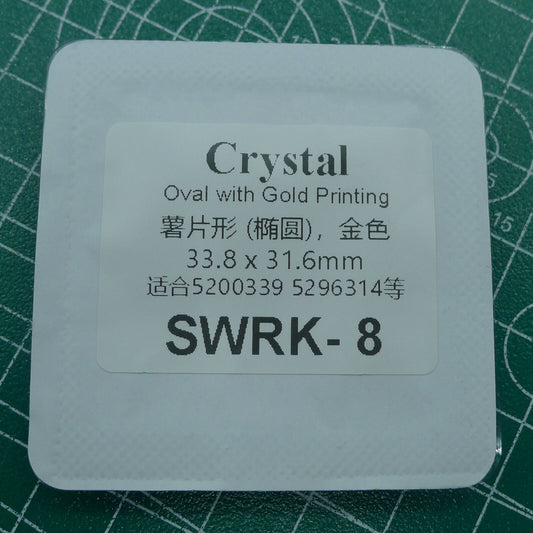 Crystal
Oval with Gold Printing
薯片形 (椭圆)，金色
33.8 x 31.6mm
适合5200339 5296314等
SWRK- 8
15